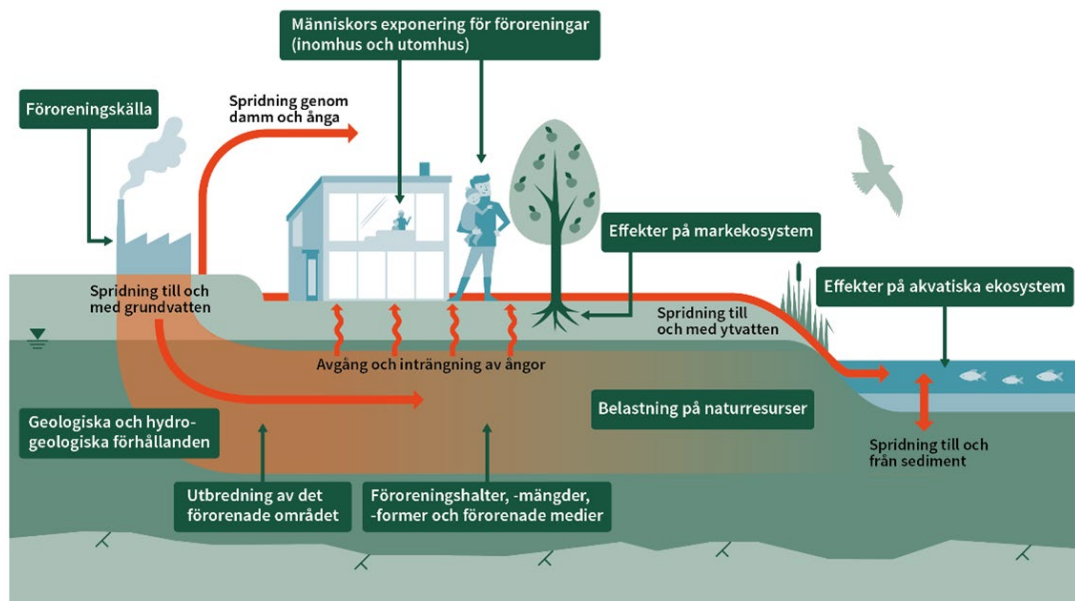 Människors exponering för föroreningar
(inomhus och utomhus)
Föroreningskälla
Spridning genom
damm och ånga
Effekter på markekosystem
Effekter på akvatiska ekosystem
Spridning till och
med grundvatten
Spridning till
och med ytvatten
Avgång och inträngning av ångor
Geologiska och hydro-
geologiska förhållanden
Belastning på naturresurser
Spridning till och
från sediment
Utbredning av det
förorenade området
Föroreningshalter, -mängder,
-former och förorenade medier